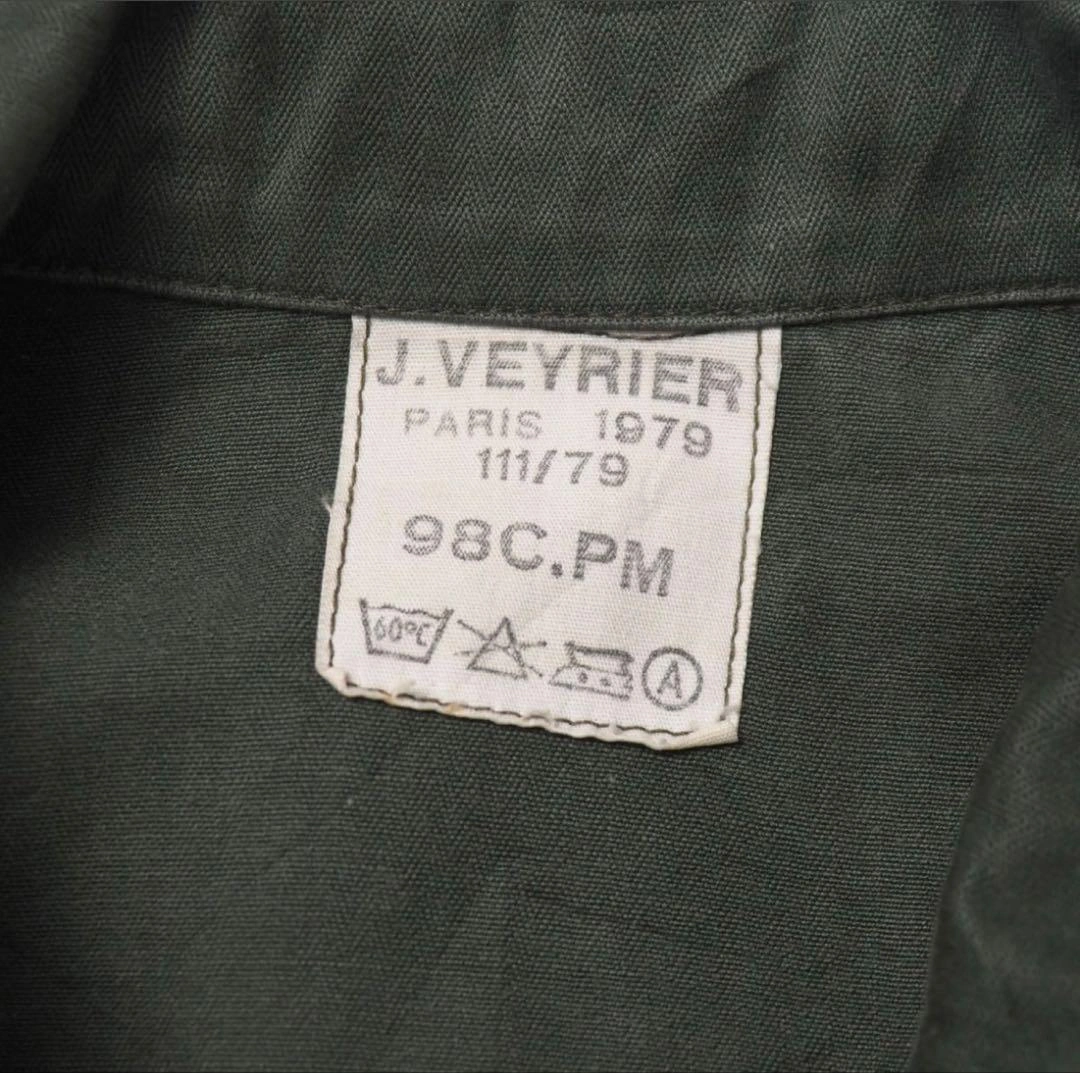 J.VEYRIER
PARIS 1979
111/79
98C.PM
60°C
A